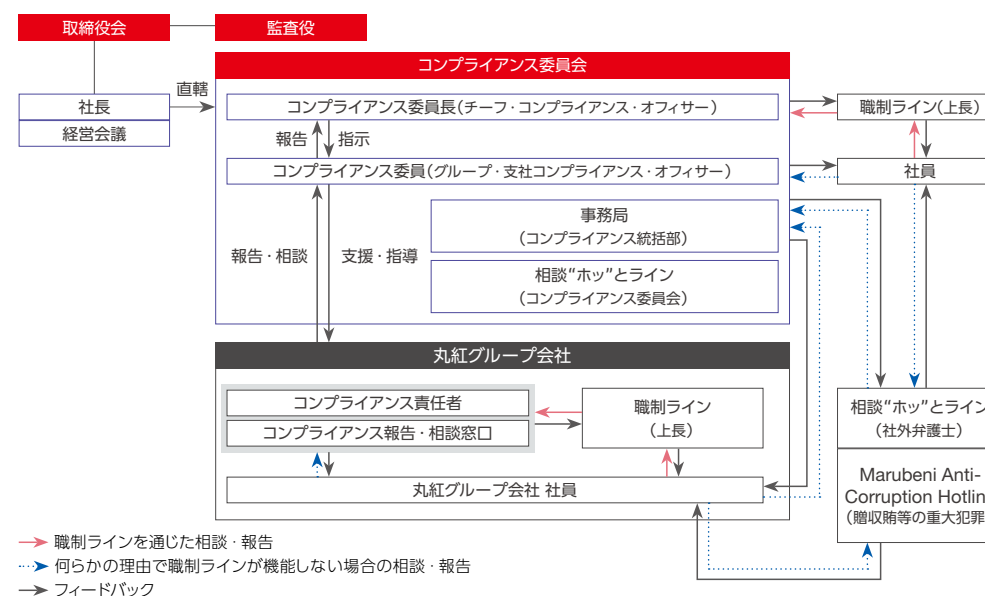 取締役会
監査役
コンプライアンス委員会
直轄
社長
経営会議
コンプライアンス委員長(チーフ・コンプライアンス・オフィサー)
職制ライン(上長)
報告
指示
コンプライアンス委員(グループ・支社コンプライアンス・オフィサー)
社員
事務局
(コンプライアンス統括部)
報告・相談
支援・指導
相談“ホッ”とライン
(コンプライアンス委員会)
丸紅グループ会社
コンプライアンス責任者
コンプライアンス報告・相談窓口
職制ライン
(上長)
丸紅グループ会社 社員
相談“ホッ”とライン
(社外弁護士)
Marubeni Anti-
Corruption Hotlin
(贈収賄等の重大犯罪
職制ラインを通じた相談・報告
何らかの理由で職制ラインが機能しない場合の相談・報告
フィードバック